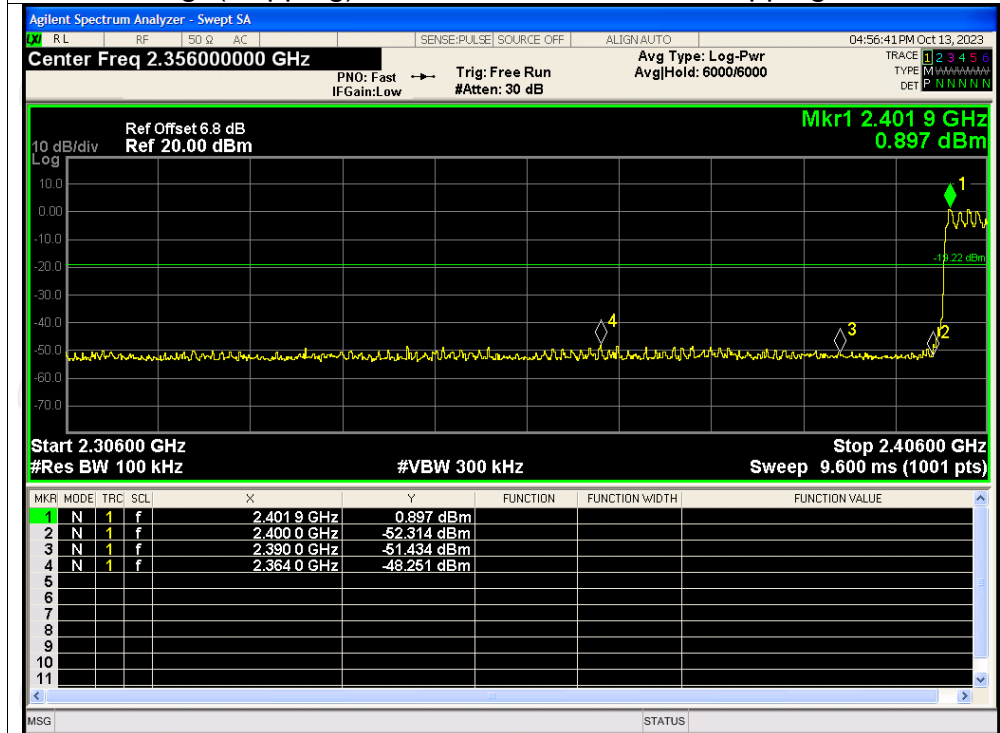 Agilent Spectrum Analyzer - Swept SA
LXI RL RF 50 Ω AC SENSE:PULSE SOURCE OFF ALIGN AUTO 04:56:41 PM Oct 13, 2023
Center Freq 2.356000000 GHz
PNO: Fast
IFGain:Low
Trig: Free Run
#Atten: 30 dB
Avg Type: Log-Pwr
Avg|Hold: 6000/6000
TRACE 1 2 3 4 5 6
TYPE M
DET P N N N N N
Mkr1 2.401 9 GHz
0.897 dBm
Ref Offset 6.8 dB
10 dB/div Ref 20.00 dBm
Log
10.0
0.00
-10.0
-20.0
-30.0
-40.0
-50.0
-60.0
-70.0
1
-19.22 dBm
4
3
2
Start 2.30600 GHz Stop 2.40600 GHz
#Res BW 100 kHz #VBW 300 kHz Sweep 9.600 ms (1001 pts)
MKR MODE TRC SCL X Y FUNCTION FUNCTION WIDTH FUNCTION VALUE
1 N 1 f 2.401 9 GHz 0.897 dBm
2 N 1 f 2.400 0 GHz -52.314 dBm
3 N 1 f 2.390 0 GHz -51.434 dBm
4 N 1 f 2.364 0 GHz -48.251 dBm
5
6
7
8
9
10
11
MSG STATUS